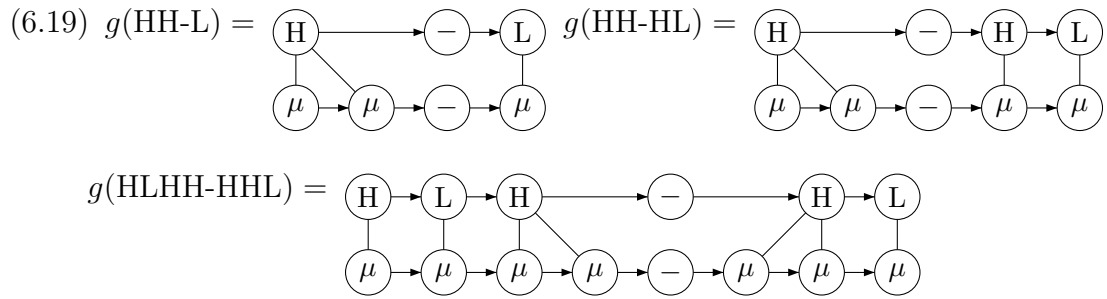 (6.19) g(HH-L) = H − L g(HH-HL) = H − H L
μ μ − μ μ μ − μ μ
g(HLHH-HHL) = H L H − H L
μ μ μ μ − μ μ μ